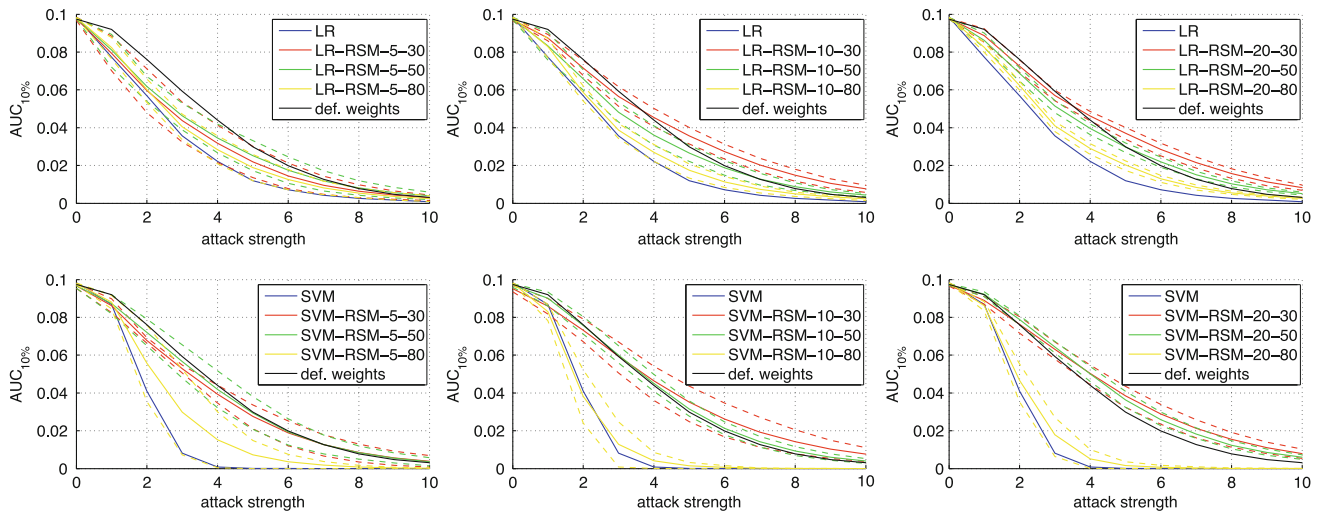 0.1
0.08
0.06
0.04
0.02
0
AUC10%
LR
LR–RSM–5–30
LR–RSM–5–50
LR–RSM–5–80
def. weights
0 2 4 6 8 10
attack strength
0.1
0.08
0.06
0.04
0.02
0
AUC10%
LR
LR–RSM–10–30
LR–RSM–10–50
LR–RSM–10–80
def. weights
0 2 4 6 8 10
attack strength
0.1
0.08
0.06
0.04
0.02
0
AUC10%
LR
LR–RSM–20–30
LR–RSM–20–50
LR–RSM–20–80
def. weights
0 2 4 6 8 10
attack strength
0.1
0.08
0.06
0.04
0.02
0
AUC10%
SVM
SVM–RSM–5–30
SVM–RSM–5–50
SVM–RSM–5–80
def. weights
0 2 4 6 8 10
attack strength
0.1
0.08
0.06
0.04
0.02
0
AUC10%
SVM
SVM–RSM–10–30
SVM–RSM–10–50
SVM–RSM–10–80
def. weights
0 2 4 6 8 10
attack strength
0.1
0.08
0.06
0.04
0.02
0
AUC10%
SVM
SVM–RSM–20–30
SVM–RSM–20–50
SVM–RSM–20–80
def. weights
0 2 4 6 8 10
attack strength